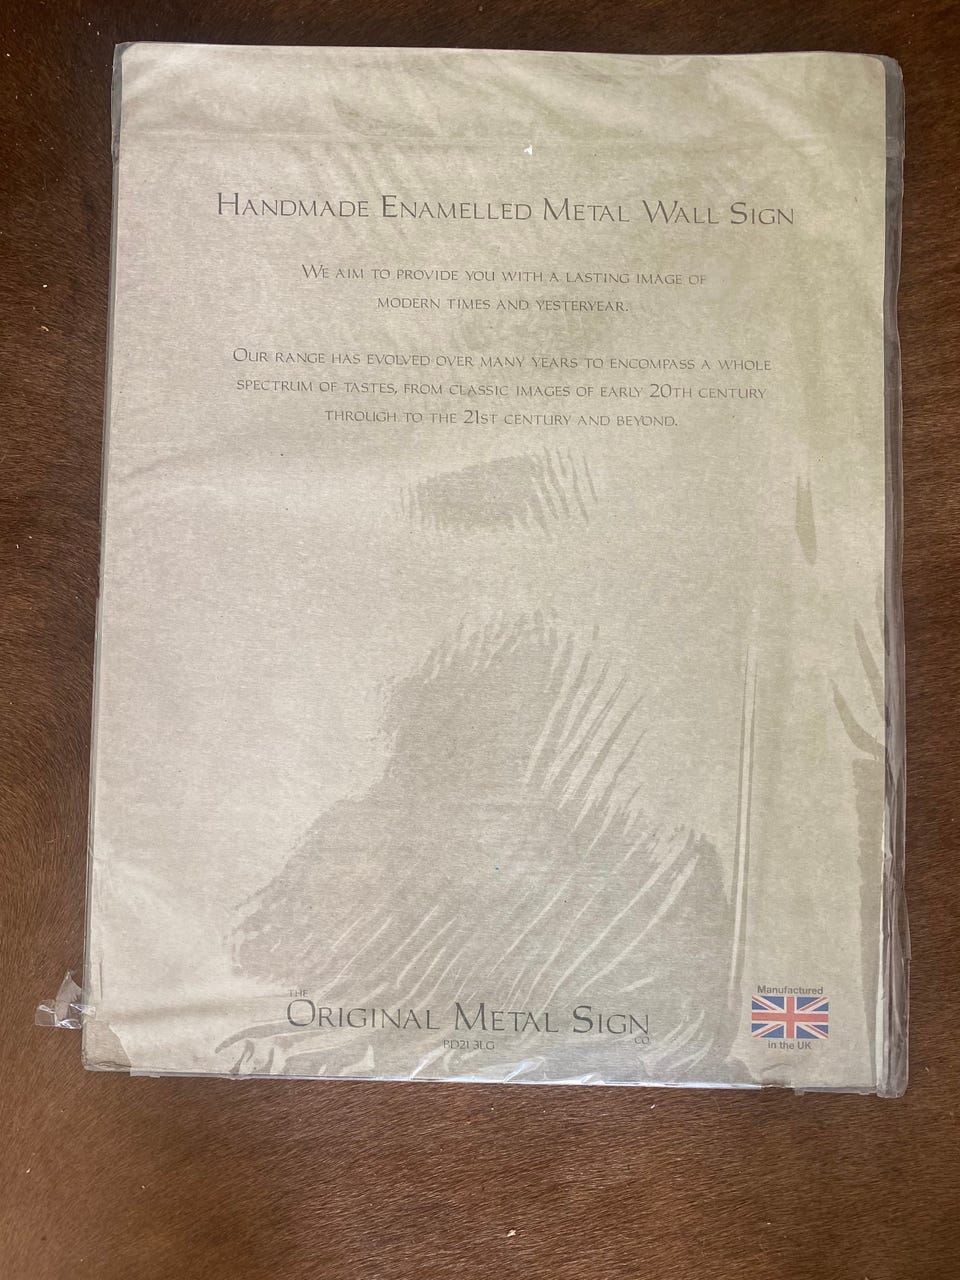 Handmade Enamelled Metal Wall Sign
We aim to provide you with a lasting image of
modern times and yesteryear.
Our range has evolved over many years to encompass a whole
spectrum of tastes, from classic images of early 20th century
through to the 21st century and beyond.
The
Original Metal Sign
Co
BD21 3LG
Manufactured
in the UK